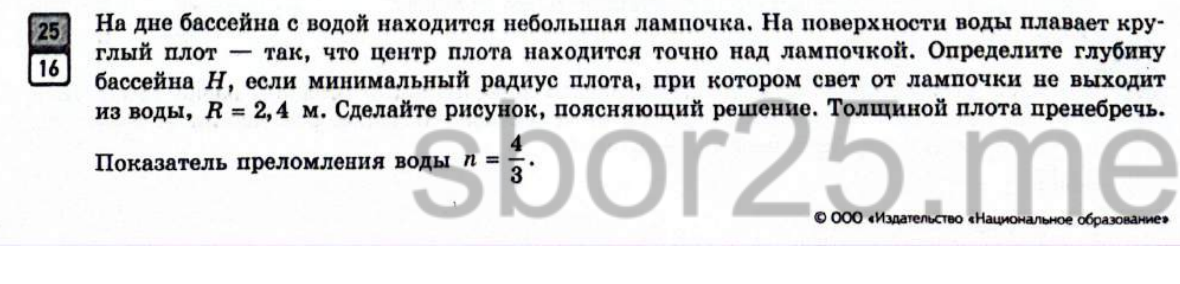 25
16
На дне бассейна с водой находится небольшая лампочка. На поверхности воды плавает кру-
глый плот — так, что центр плота находится точно над лампочкой. Определите глубину
бассейна H, если минимальный радиус плота, при котором свет от лампочки не выходит
из воды, R = 2,4 м. Сделайте рисунок, поясняющий решение. Толщиной плота пренебречь.
Показатель преломления воды n = 4/3.
sbor25.me
© ООО «Издательство «Национальное образование»